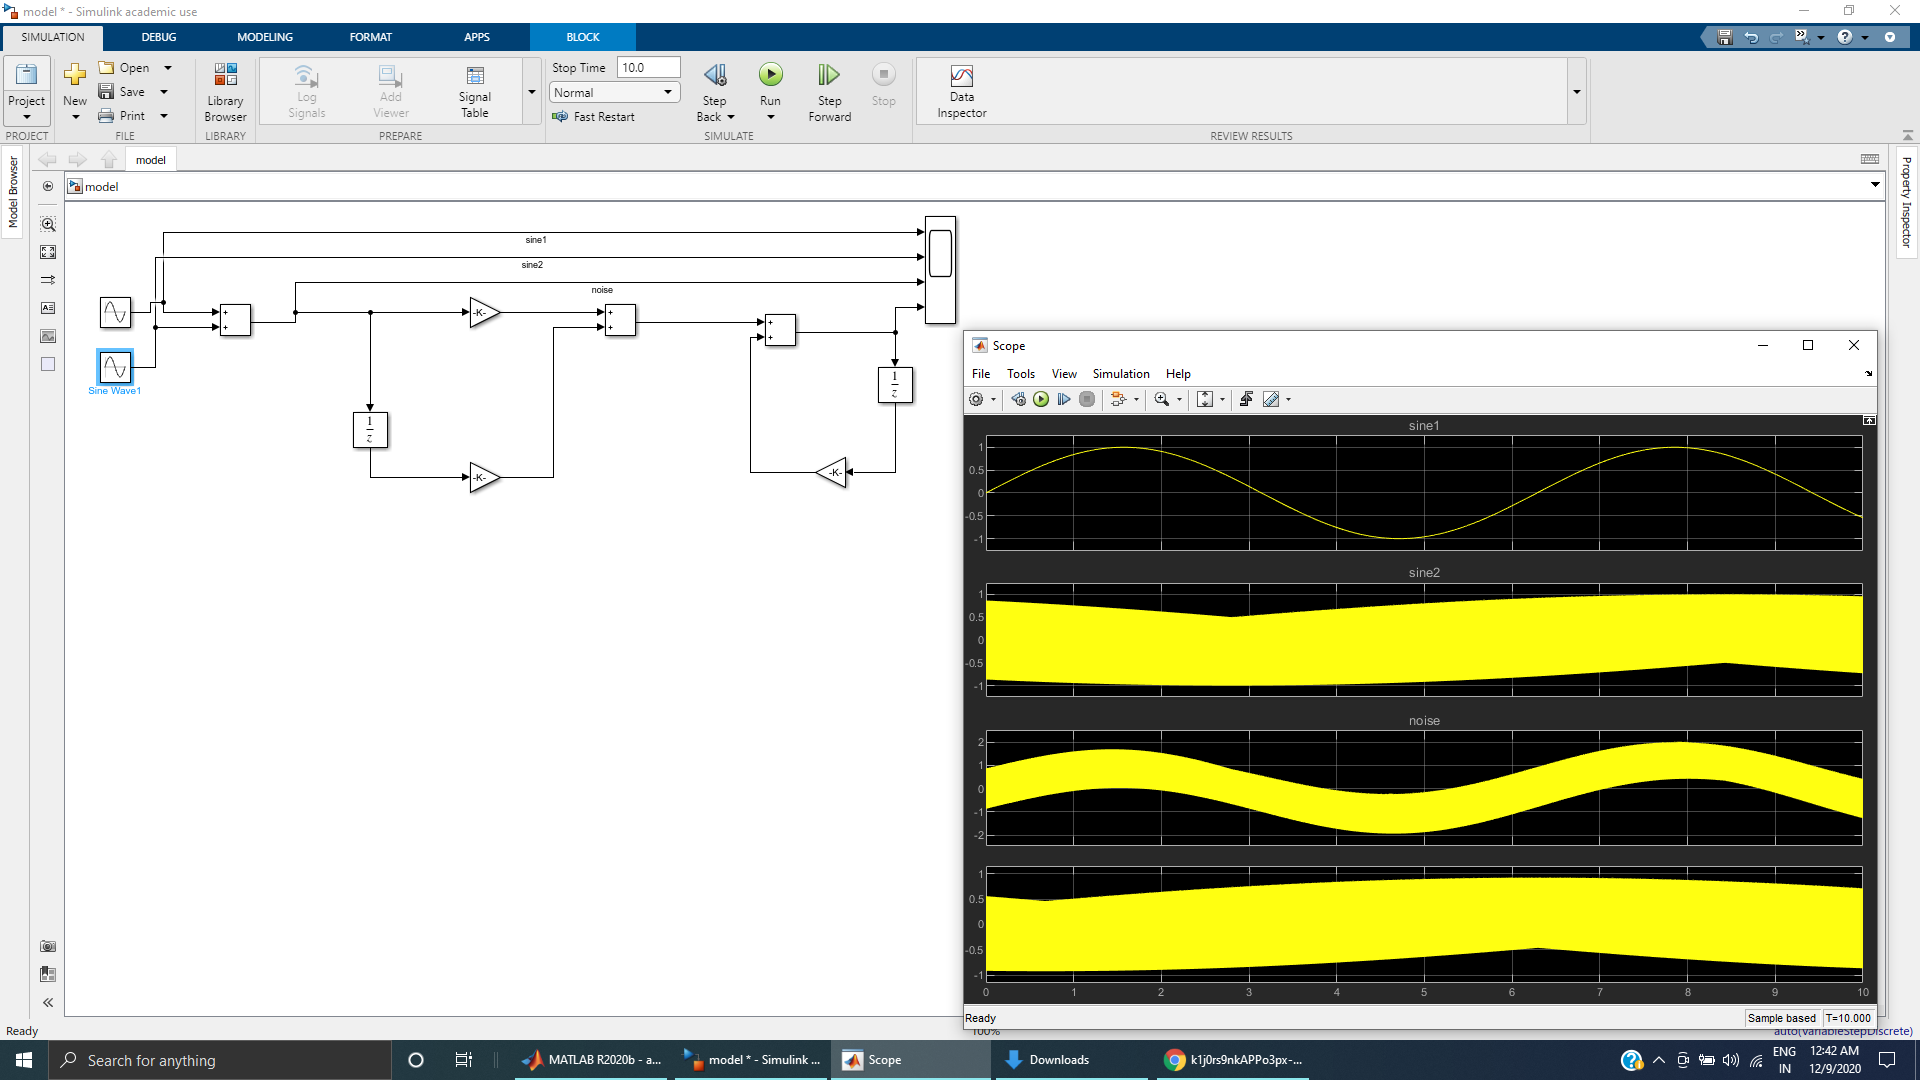 model * - Simulink academic use
SIMULATION DEBUG MODELING FORMAT APPS BLOCK
Project
PROJECT
New
Open
Save
Print
FILE
Library Browser
LIBRARY
Log Signals
Add Viewer
Signal Table
PREPARE
Stop Time 10.0
Normal
Fast Restart
Step Back
Run
Step Forward
Stop
SIMULATE
Data Inspector
REVIEW RESULTS
Model Browser
model
model
Property Inspector
sine1
sine2
noise
Sine Wave1
+
+
-K-
+
+
+
+
1
z
1
z
-K-
-K-
Scope
File Tools View Simulation Help
sine1
1
0.5
0
-0.5
-1
sine2
1
0.5
0
-0.5
-1
noise
2
1
0
-1
-2
1
0.5
0
-0.5
-1
0 1 2 3 4 5 6 7 8 9 10
Ready Sample based T=10.000
Ready 100% auto(VariableStepDiscrete)
Search for anything
MATLAB R2020b - a...
model * - Simulink ...
Scope
Downloads
k1j0rs9nkAPPo3px-...
ENG
IN
12:42 AM
12/9/2020